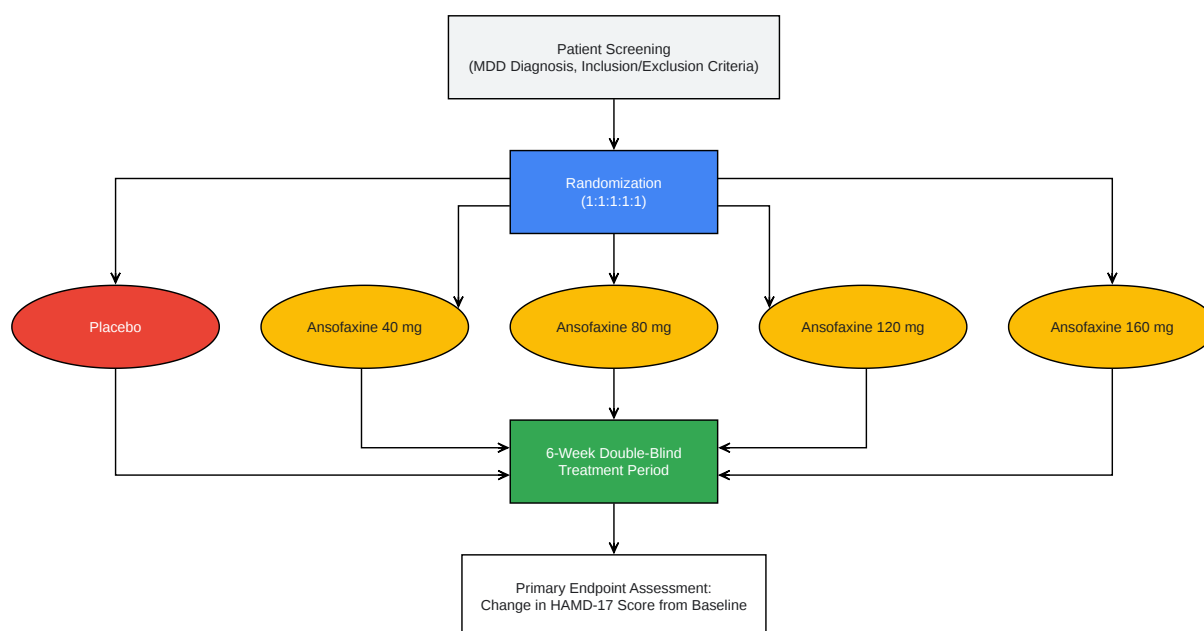 Patient Screening
(MDD Diagnosis, Inclusion/Exclusion Criteria)
Randomization
(1:1:1:1:1)
Placebo
Ansofaxine 40 mg
Ansofaxine 80 mg
Ansofaxine 120 mg
Ansofaxine 160 mg
6-Week Double-Blind
Treatment Period
Primary Endpoint Assessment:
Change in HAMD-17 Score from Baseline